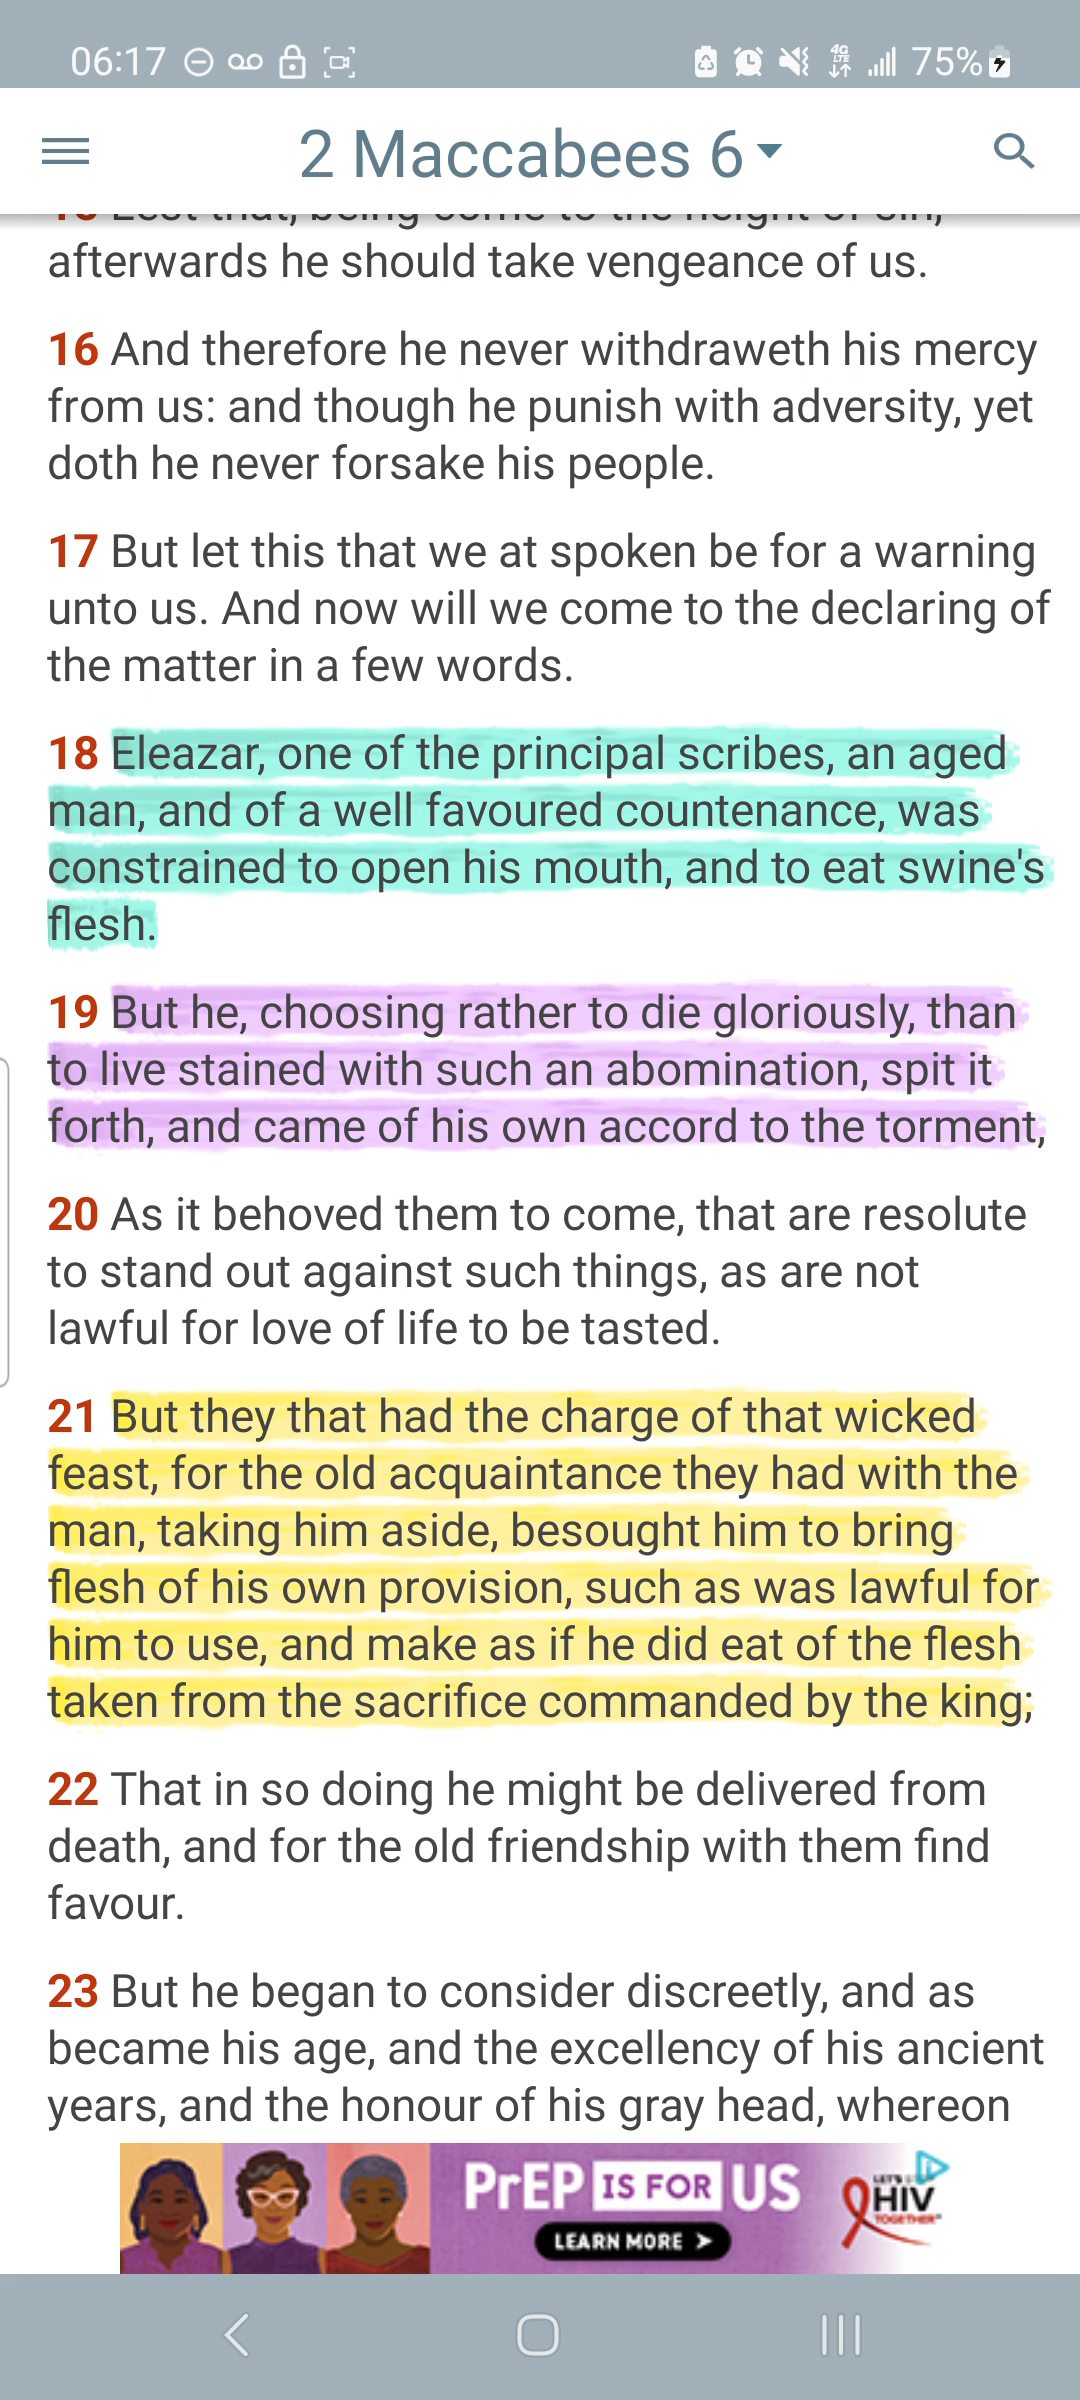 06:17 4G LTE 75%
2 Maccabees 6
15 Lest that, being come to the height of sin,
afterwards he should take vengeance of us.
16 And therefore he never withdraweth his mercy
from us: and though he punish with adversity, yet
doth he never forsake his people.
17 But let this that we at spoken be for a warning
unto us. And now will we come to the declaring of
the matter in a few words.
18 Eleazar, one of the principal scribes, an aged
man, and of a well favoured countenance, was
constrained to open his mouth, and to eat swine's
flesh.
19 But he, choosing rather to die gloriously, than
to live stained with such an abomination, spit it
forth, and came of his own accord to the torment,
20 As it behoved them to come, that are resolute
to stand out against such things, as are not
lawful for love of life to be tasted.
21 But they that had the charge of that wicked
feast, for the old acquaintance they had with the
man, taking him aside, besought him to bring
flesh of his own provision, such as was lawful for
him to use, and make as if he did eat of the flesh
taken from the sacrifice commanded by the king;
22 That in so doing he might be delivered from
death, and for the old friendship with them find
favour.
23 But he began to consider discreetly, and as
became his age, and the excellency of his ancient
years, and the honour of his gray head, whereon
PrEP IS FOR US
LEARN MORE
HIV
TOGETHER